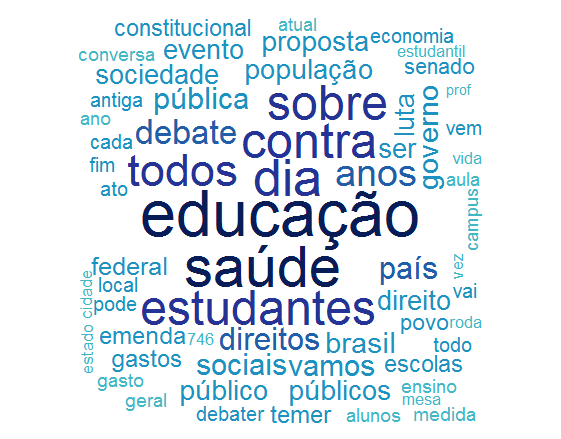 constitucional atual
conversa evento proposta economia
estudantil
sociedade população senado
antiga pública sobre luta governo prof
ano
cada debate contra ser vem
fim todos dia anos vida
ato aula
educação campus
federal saúde país vez
local
estado cidade pode estudantes direito vai
povo roda
emenda 746 direitos brasil todo
gastos sociais vamos escolas
gasto público públicos ensino
geral mesa
debater temer alunos medida